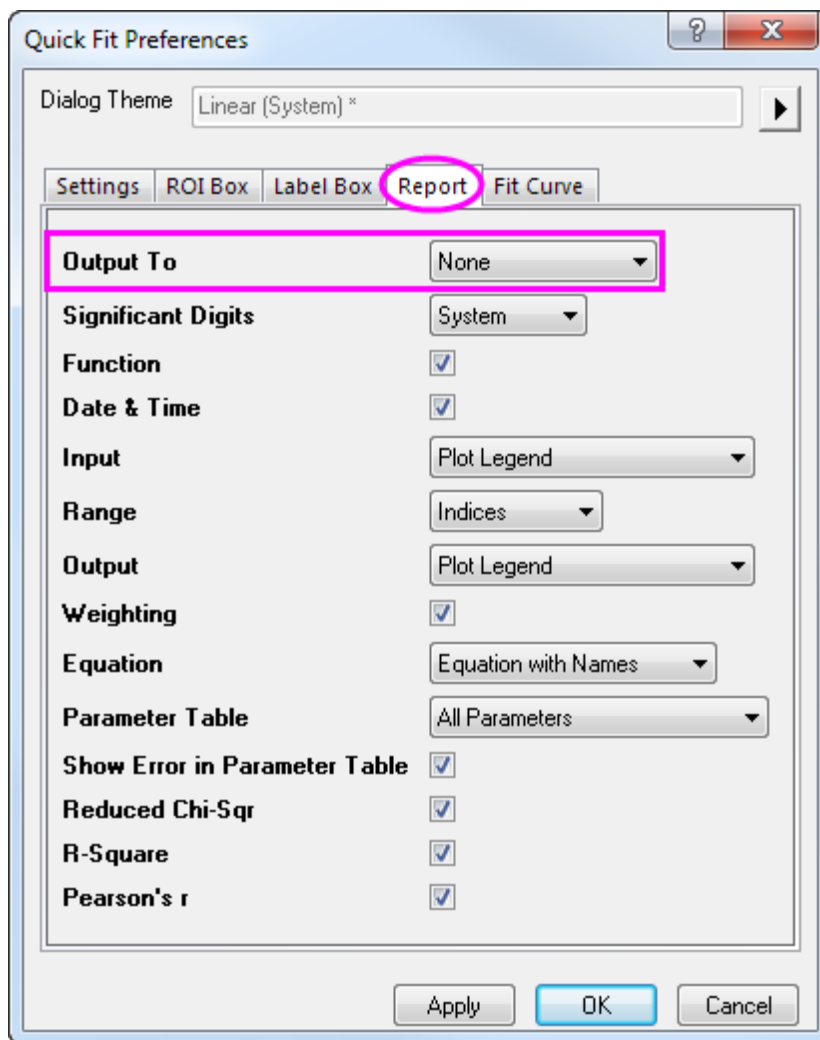 Quick Fit Preferences
Dialog Theme Linear (System) *
Settings ROI Box Label Box Report Fit Curve
Output To None
Significant Digits System
Function
Date & Time
Input Plot Legend
Range Indices
Output Plot Legend
Weighting
Equation Equation with Names
Parameter Table All Parameters
Show Error in Parameter Table
Reduced Chi-Sqr
R-Square
Pearson's r
Apply OK Cancel